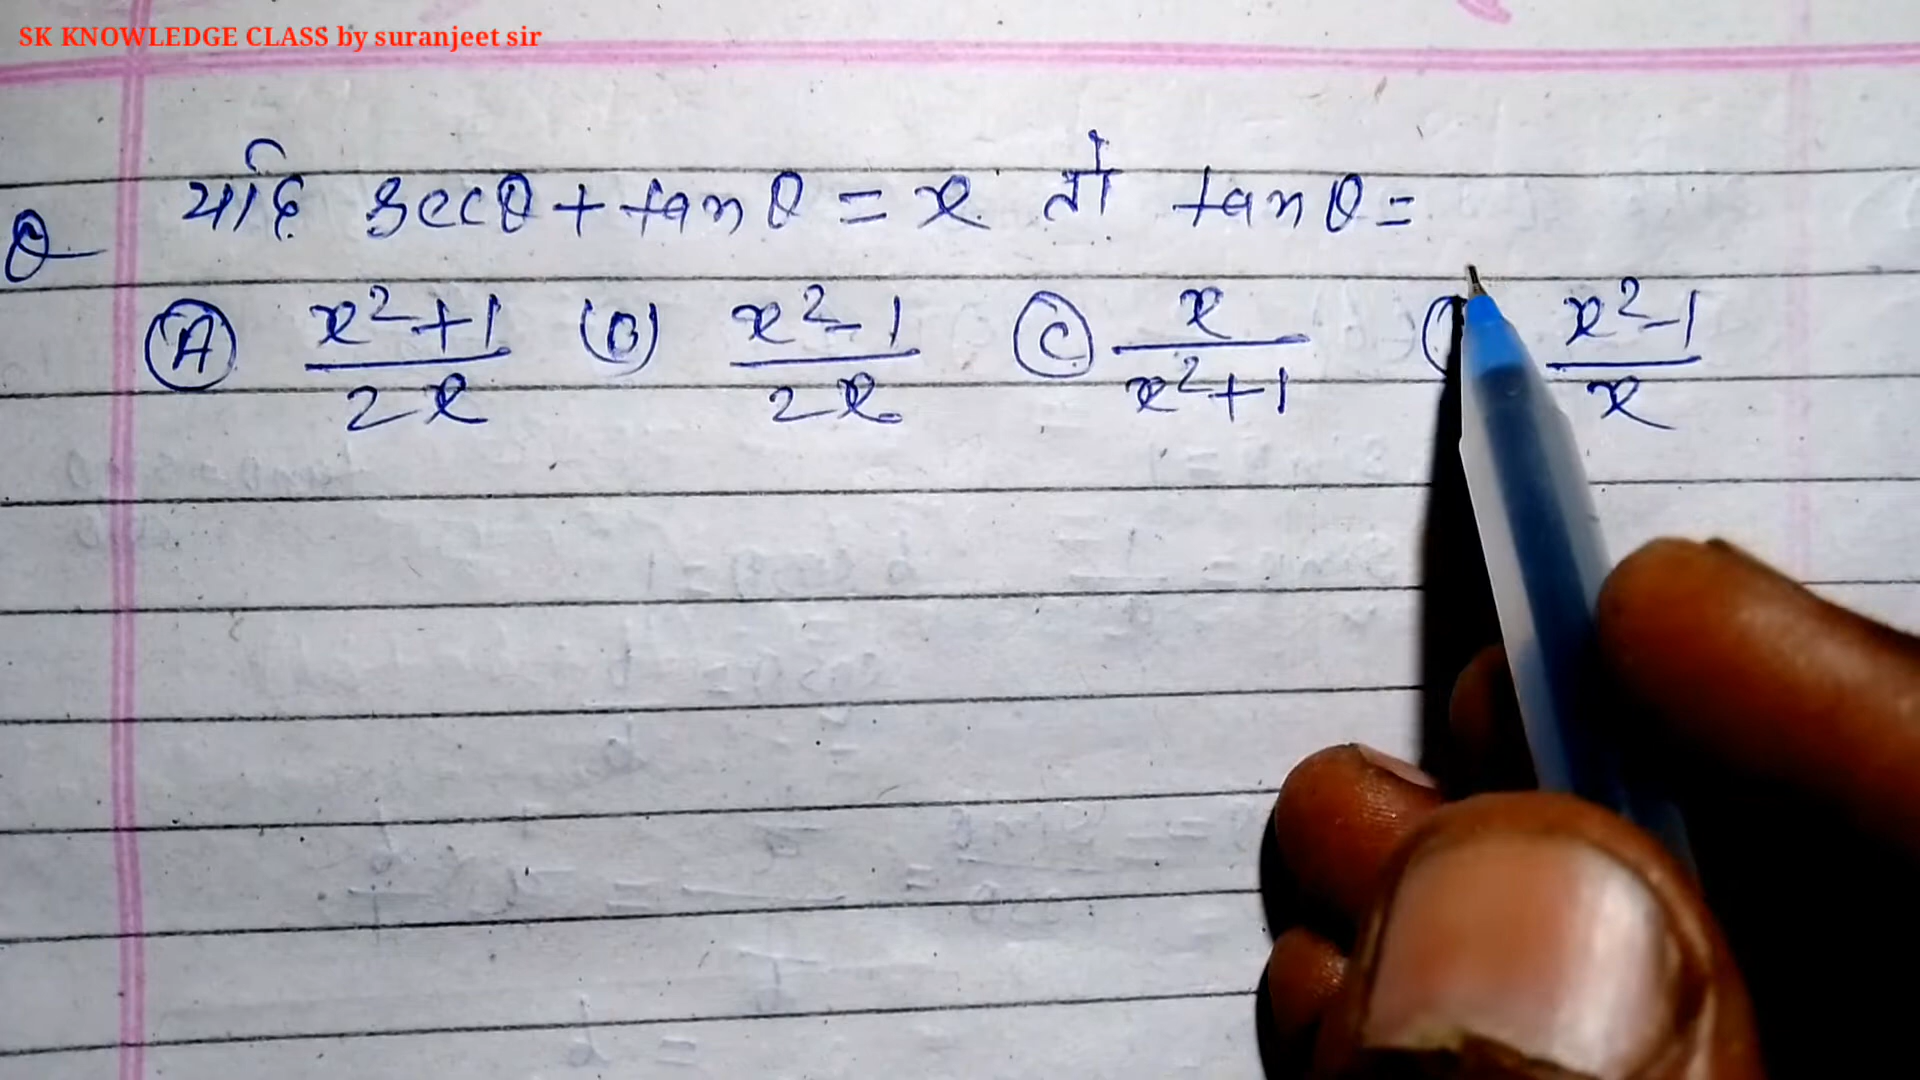 SK KNOWLEDGE CLASS by suranjeet sir
Q यदि secθ + tanθ = x तो tanθ =
(A) x²+1/2x (B) x²-1/2x (C) x/x²+1 x²-1/x